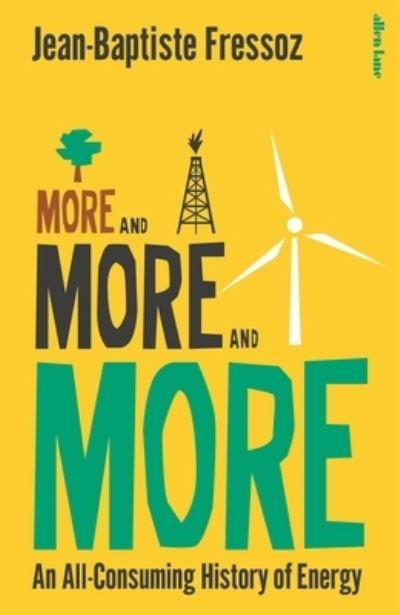 Jean-Baptiste Fressoz
allen lane
MORE AND
MORE AND
MORE
An All-Consuming History of Energy